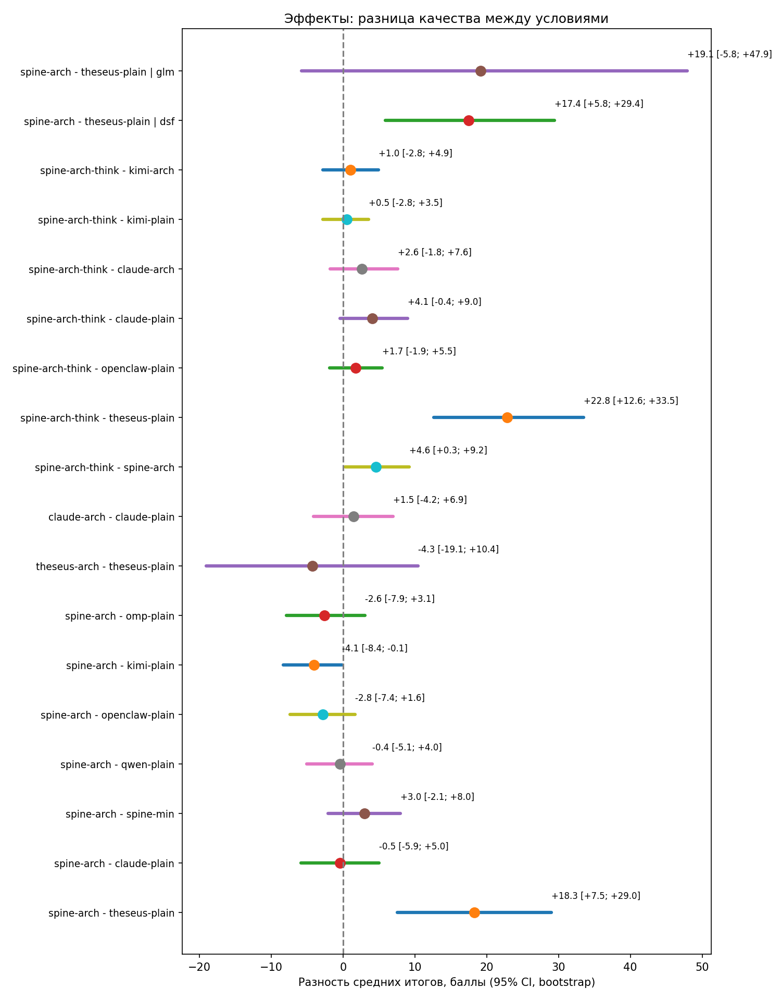 Эффекты: разница качества между условиями
+19.1 [-5.8; +47.9]
spine-arch - theseus-plain | glm
+17.4 [+5.8; +29.4]
spine-arch - theseus-plain | dsf
+1.0 [-2.8; +4.9]
spine-arch-think - kimi-arch
+0.5 [-2.8; +3.5]
spine-arch-think - kimi-plain
+2.6 [-1.8; +7.6]
spine-arch-think - claude-arch
+4.1 [-0.4; +9.0]
spine-arch-think - claude-plain
+1.7 [-1.9; +5.5]
spine-arch-think - openclaw-plain
+22.8 [+12.6; +33.5]
spine-arch-think - theseus-plain
+4.6 [+0.3; +9.2]
spine-arch-think - spine-arch
+1.5 [-4.2; +6.9]
claude-arch - claude-plain
-4.3 [-19.1; +10.4]
theseus-arch - theseus-plain
-2.6 [-7.9; +3.1]
spine-arch - omp-plain
-4.1 [-8.4; -0.1]
spine-arch - kimi-plain
-2.8 [-7.4; +1.6]
spine-arch - openclaw-plain
-0.4 [-5.1; +4.0]
spine-arch - qwen-plain
+3.0 [-2.1; +8.0]
spine-arch - spine-min
-0.5 [-5.9; +5.0]
spine-arch - claude-plain
+18.3 [+7.5; +29.0]
spine-arch - theseus-plain
−20 −10 0 10 20 30 40 50
Разность средних итогов, баллы (95% CI, bootstrap)